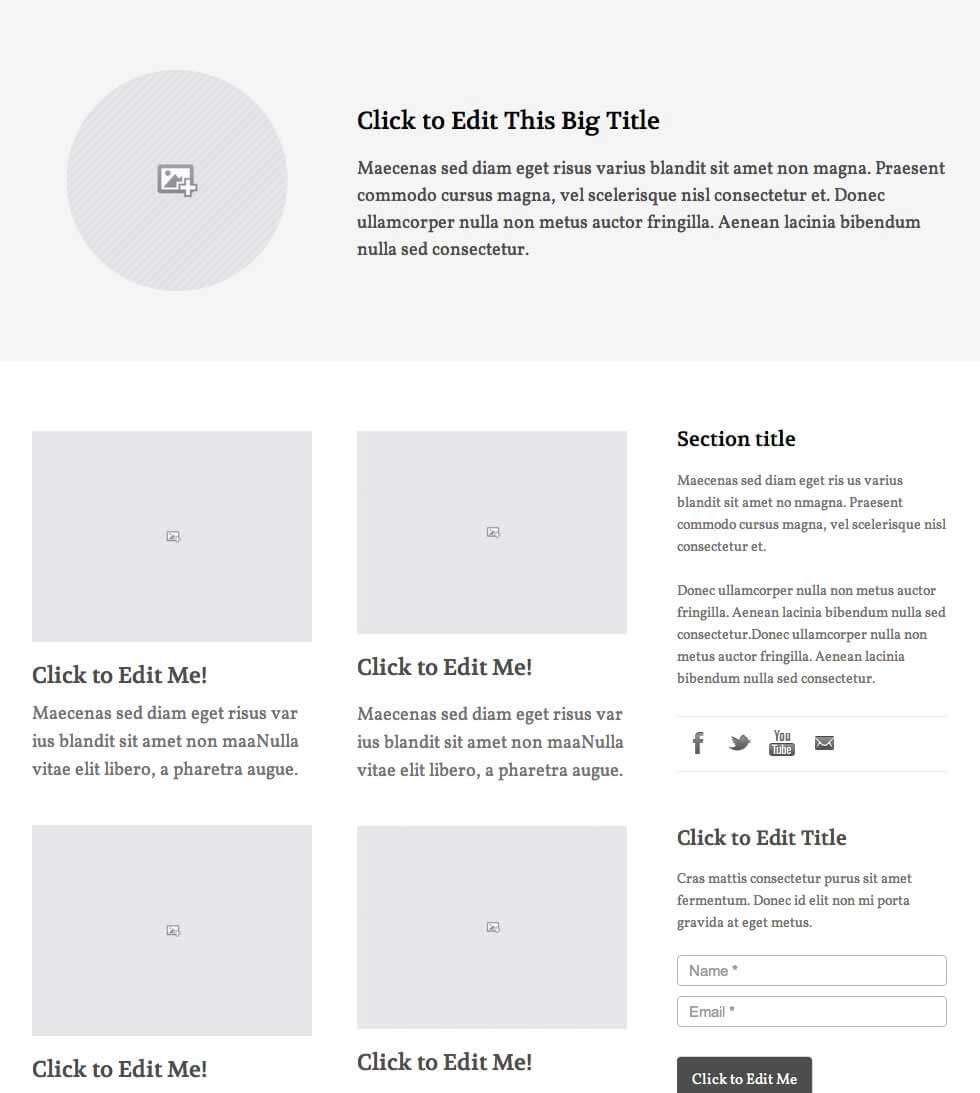 Click to Edit This Big Title
Maecenas sed diam eget risus varius blandit sit amet non magna. Praesent
commodo cursus magna, vel scelerisque nisl consectetur et. Donec
ullamcorper nulla non metus auctor fringilla. Aenean lacinia bibendum
nulla sed consectetur.
Click to Edit Me!
Maecenas sed diam eget risus var
ius blandit sit amet non maaNulla
vitae elit libero, a pharetra augue.
Click to Edit Me!
Maecenas sed diam eget risus var
ius blandit sit amet non maaNulla
vitae elit libero, a pharetra augue.
Click to Edit Me!
Click to Edit Me!
Section title
Maecenas sed diam eget ris us varius
blandit sit amet no nmagna. Praesent
commodo cursus magna, vel scelerisque nisl
consectetur et.
Donec ullamcorper nulla non metus auctor
fringilla. Aenean lacinia bibendum nulla sed
consectetur.Donec ullamcorper nulla non
metus auctor fringilla. Aenean lacinia
bibendum nulla sed consectetur.
f
You
Tube
Click to Edit Title
Cras mattis consectetur purus sit amet
fermentum. Donec id elit non mi porta
gravida at eget metus.
Name *
Email *
Click to Edit Me